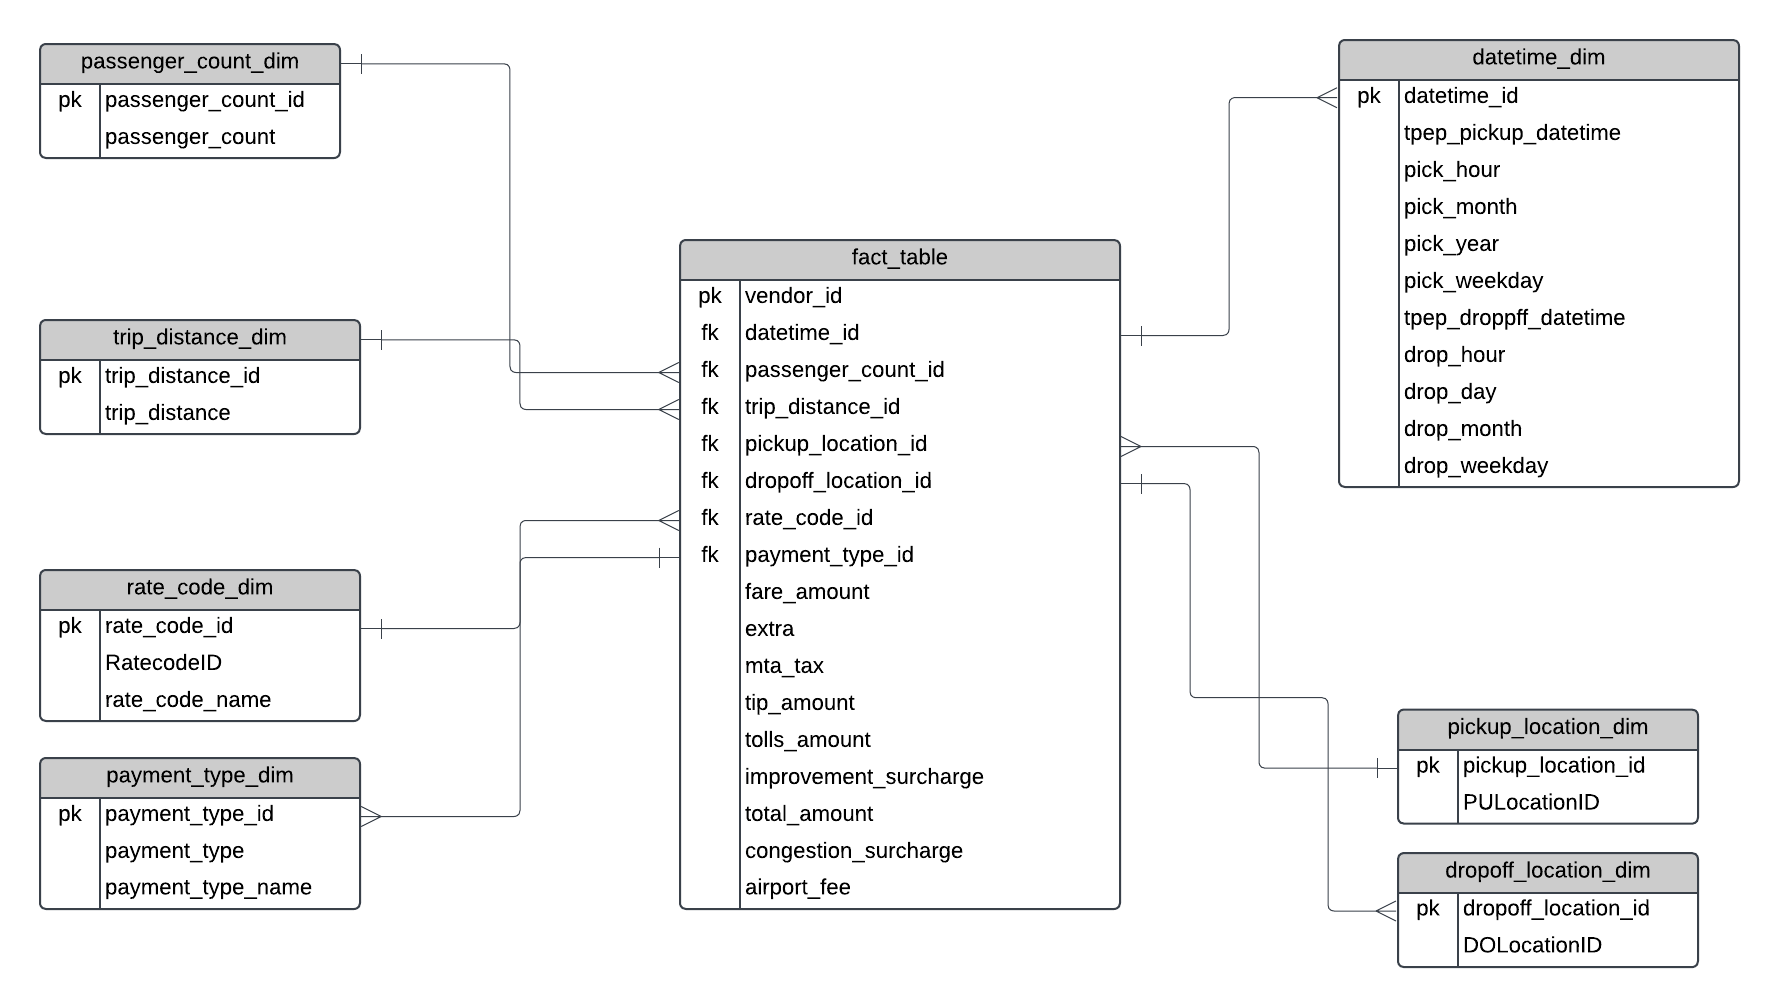 passenger_count_dim
pk passenger_count_id
passenger_count
trip_distance_dim
pk trip_distance_id
trip_distance
rate_code_dim
pk rate_code_id
RatecodeID
rate_code_name
payment_type_dim
pk payment_type_id
payment_type
payment_type_name
fact_table
pk vendor_id
fk datetime_id
fk passenger_count_id
fk trip_distance_id
fk pickup_location_id
fk dropoff_location_id
fk rate_code_id
fk payment_type_id
fare_amount
extra
mta_tax
tip_amount
tolls_amount
improvement_surcharge
total_amount
congestion_surcharge
airport_fee
datetime_dim
pk datetime_id
tpep_pickup_datetime
pick_hour
pick_month
pick_year
pick_weekday
tpep_droppff_datetime
drop_hour
drop_day
drop_month
drop_weekday
pickup_location_dim
pk pickup_location_id
PULocationID
dropoff_location_dim
pk dropoff_location_id
DOLocationID